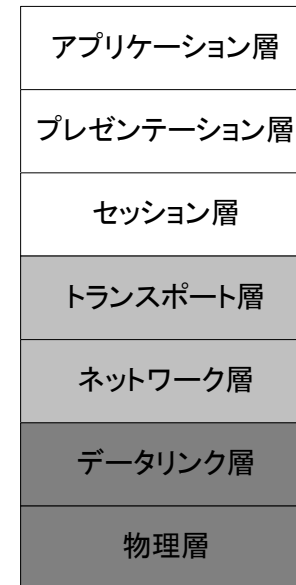 アプリケーション層
プレゼンテーション層
セッション層
トランスポート層
ネットワーク層
データリンク層
物理層